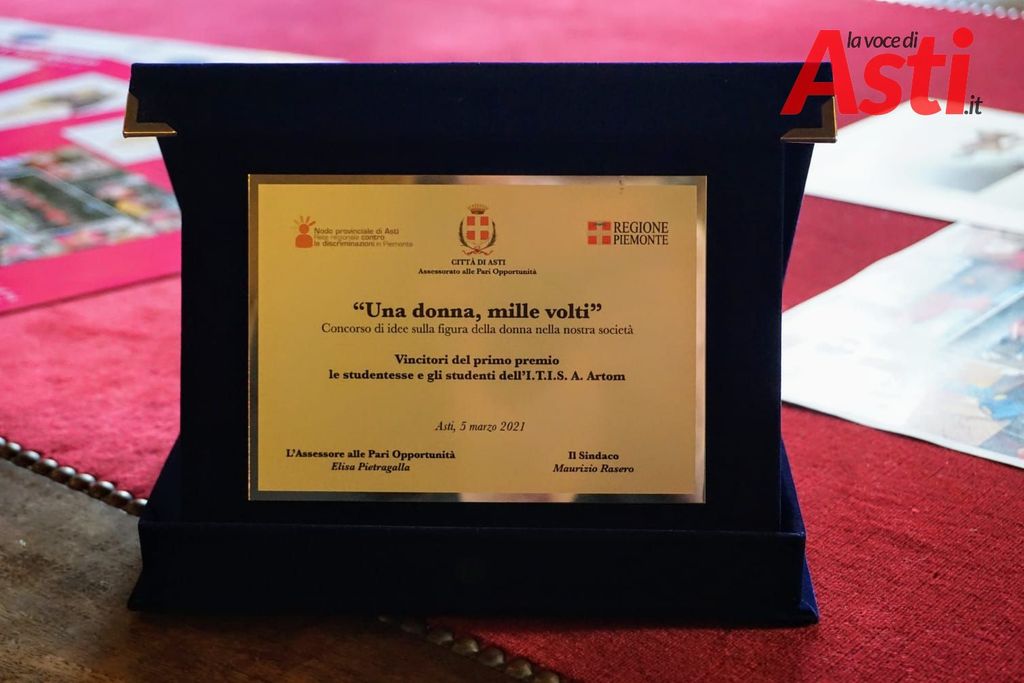 la voce di
Asti.it
Nodo provinciale di Asti
Rete regionale contro
le discriminazioni in Piemonte
CITTÀ DI ASTI
Assessorato alle Pari Opportunità
REGIONE
PIEMONTE
“Una donna, mille volti”
Concorso di idee sulla figura della donna nella nostra società
Vincitori del primo premio
le studentesse e gli studenti dell’I.T.I.S. A. Artom
Asti, 5 marzo 2021
L’Assessore alle Pari Opportunità
Elisa Pietragalla
Il Sindaco
Maurizio Rasero